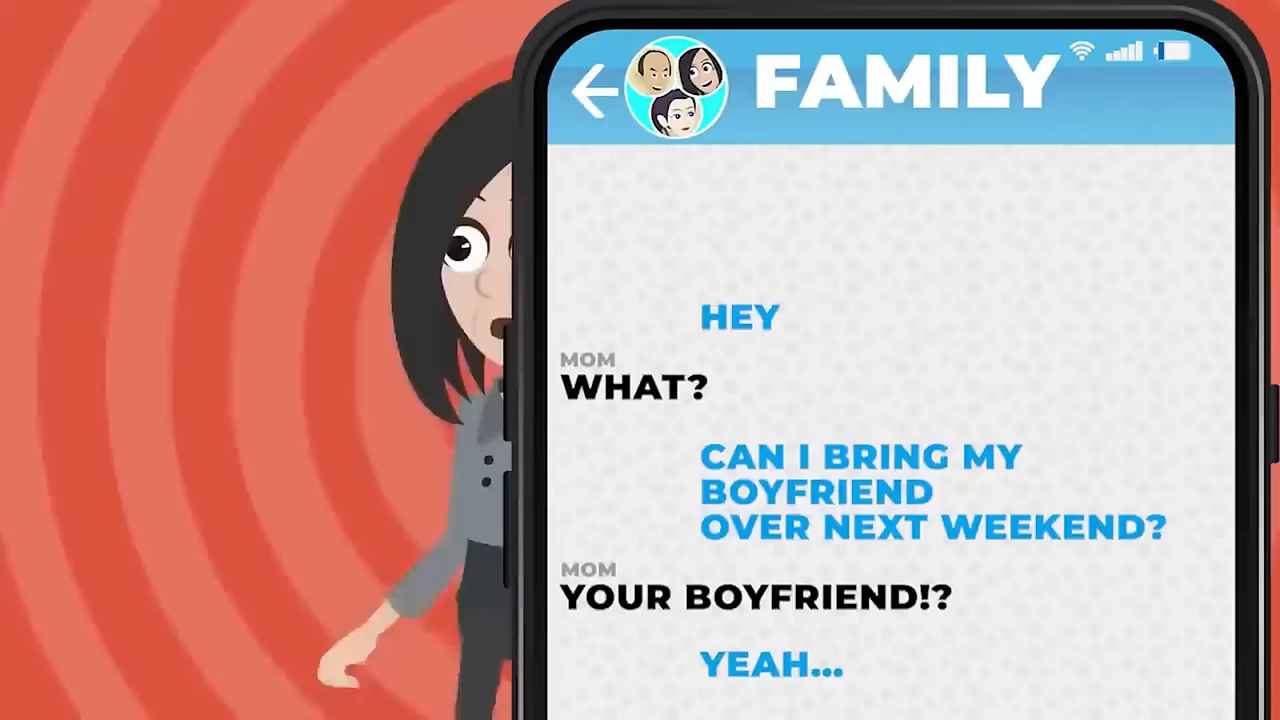 FAMILY
HEY
MOM
WHAT?
CAN I BRING MY
BOYFRIEND
OVER NEXT WEEKEND?
MOM
YOUR BOYFRIEND!?
YEAH...